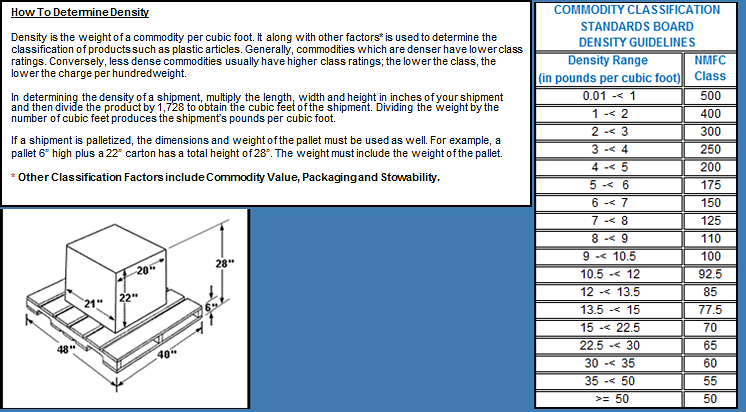 How To Determine Density
Density is the weight of a commodity per cubic foot. It along with other factors* is used to determine the
classification of products such as plastic articles. Generally, commodities which are denser have lower class
ratings. Conversely, less dense commodities usually have higher class ratings; the lower the class, the
lower the charge per hundredweight.
In determining the density of a shipment, multiply the length, width and height in inches of your shipment
and then divide the product by 1,728 to obtain the cubic feet of the shipment. Dividing the weight by the
number of cubic feet produces the shipment's pounds per cubic foot.
If a shipment is palletized, the dimensions and weight of the pallet must be used as well. For example, a
pallet 6" high plus a 22" carton has a total height of 28". The weight must include the weight of the pallet.
* Other Classification Factors include Commodity Value, Packaging and Stowability.
20"
28"
21"
22"
6"
48"
40"
COMMODITY CLASSIFICATION
STANDARDS BOARD
DENSITY GUIDELINES
Density Range NMFC
(in pounds per cubic foot) Class
0.01 -< 1 500
1 -< 2 400
2 -< 3 300
3 -< 4 250
4 -< 5 200
5 -< 6 175
6 -< 7 150
7 -< 8 125
8 -< 9 110
9 -< 10.5 100
10.5 -< 12 92.5
12 -< 13.5 85
13.5 -< 15 77.5
15 -< 22.5 70
22.5 -< 30 65
30 -< 35 60
35 -< 50 55
>= 50 50